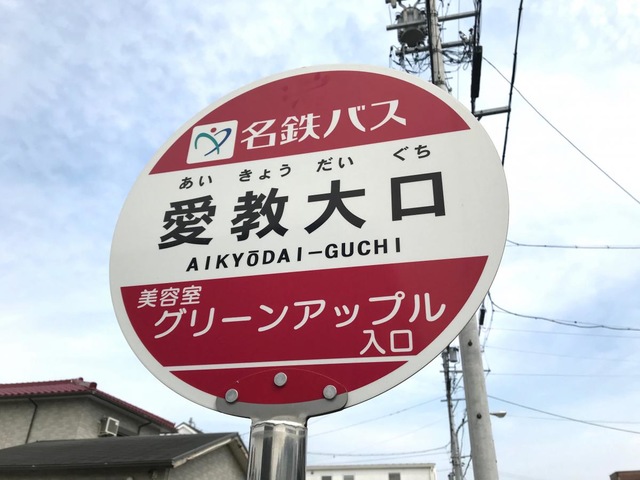 名鉄バス
あい きょう だい ぐち
愛教大口
AIKYŌDAI-GUCHI
美容室
グリーンアップル
入口